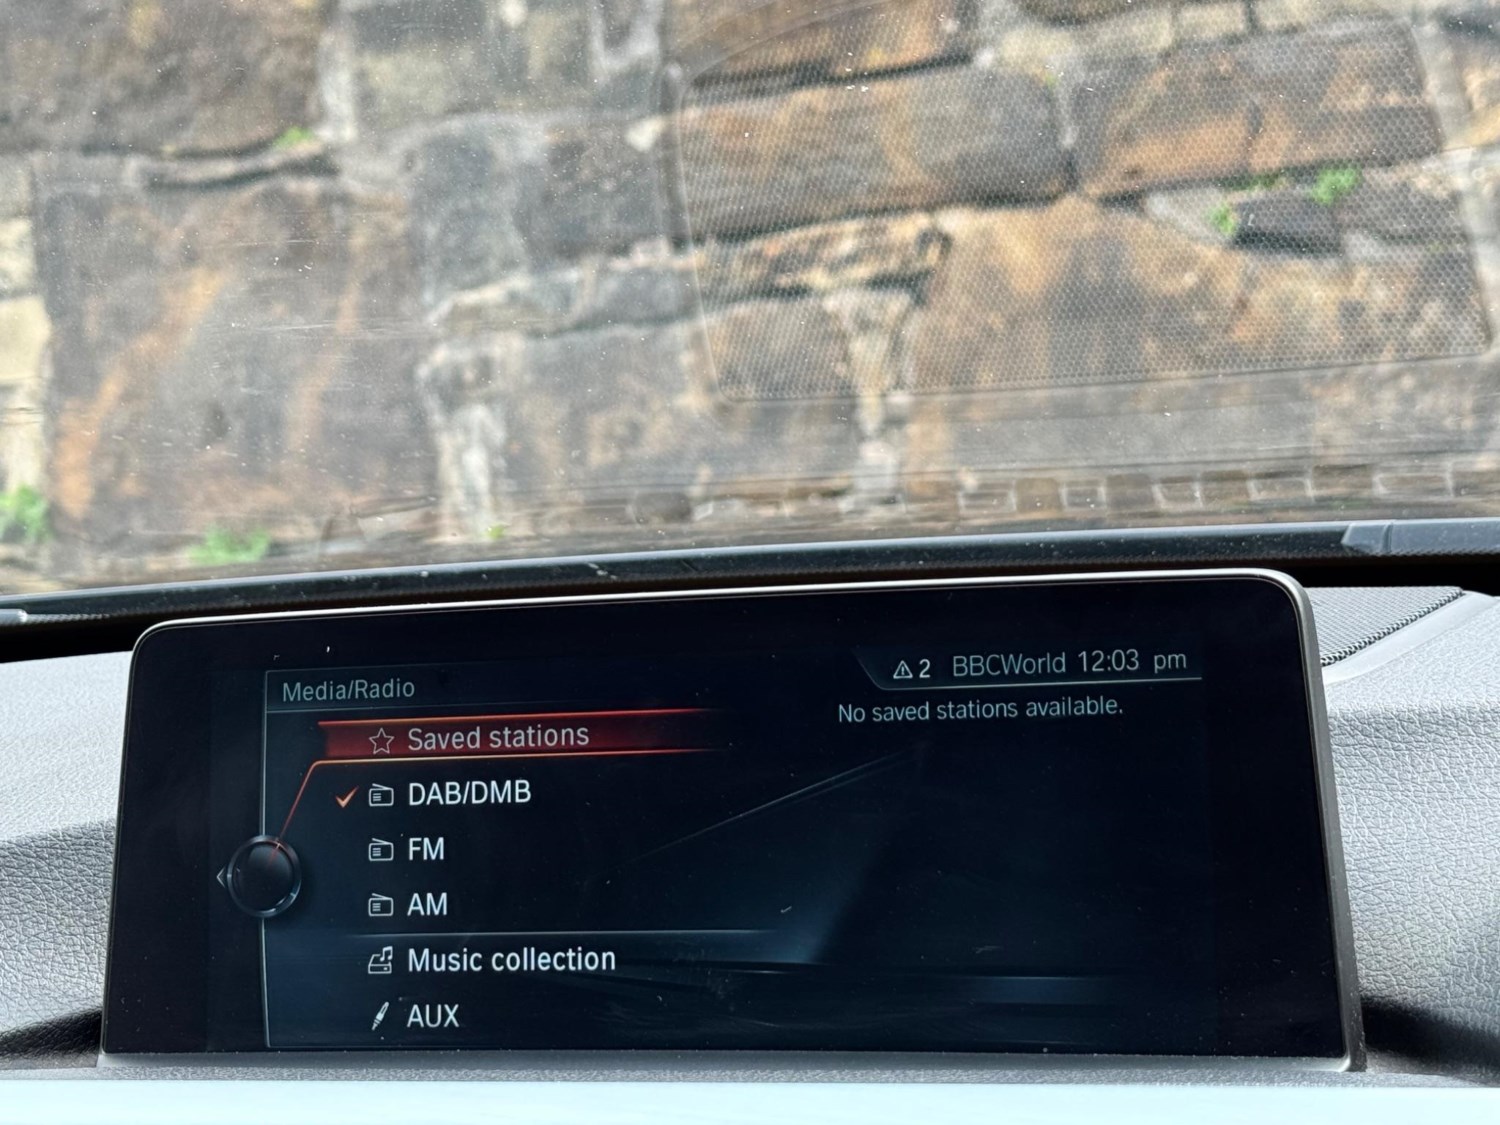 Media/Radio
2 BBCWorld 12:03 pm
Saved stations
No saved stations available.
DAB/DMB
FM
AM
Music collection
AUX